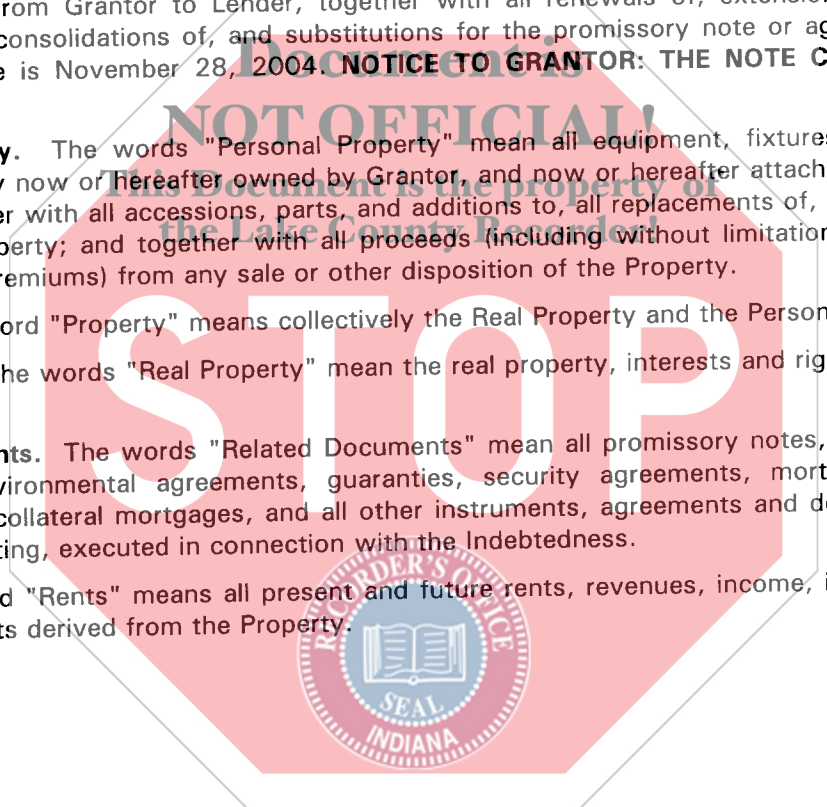 rom Grantor to Lender, together with all renewals of, extension
consolidations of, and substitutions for the promissory note or ag
e is November 28, 2004. NOTICE TO GRANTOR: THE NOTE C
Document is
NOT OFFICIAL!
This Document is the property of
the Lake County Recorder!
y. The words "Personal Property" mean all equipment, fixtures
y now or hereafter owned by Grantor, and now or hereafter attach
er with all accessions, parts, and additions to, all replacements of,
perty; and together with all proceeds (including without limitation
remiums) from any sale or other disposition of the Property.
ord "Property" means collectively the Real Property and the Person
he words "Real Property" mean the real property, interests and rig
STOP
nts. The words "Related Documents" mean all promissory notes,
vironmental agreements, guaranties, security agreements, mort
collateral mortgages, and all other instruments, agreements and d
ting, executed in connection with the Indebtedness.
d "Rents" means all present and future rents, revenues, income, i
ts derived from the Property.
RECORDER'S OFFICE
SEAL
INDIANA